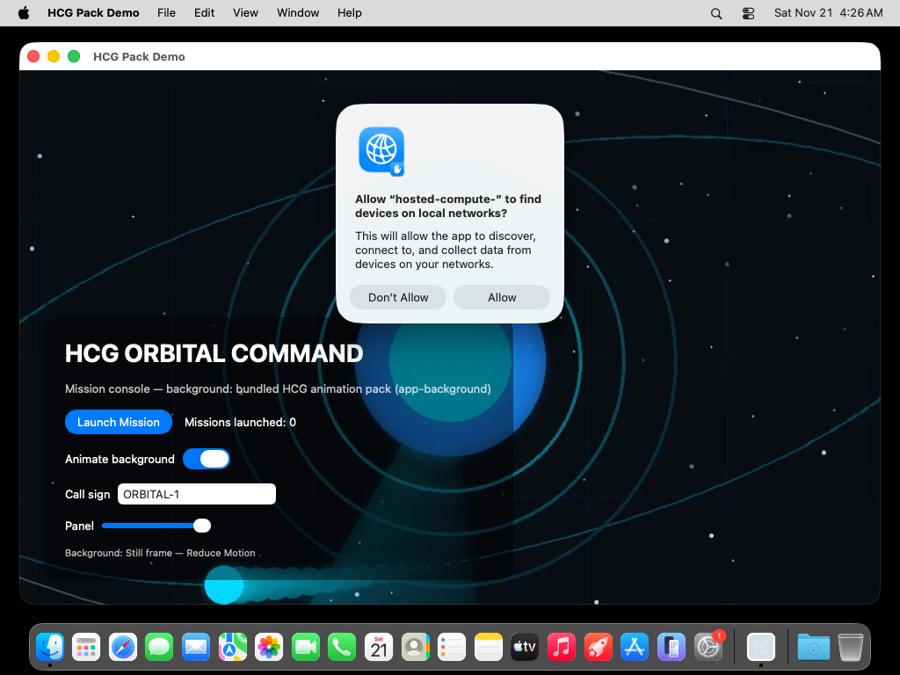 HCG Pack Demo File Edit View Window Help Sat Nov 21 4:26 AM
HCG Pack Demo
Allow “hosted-compute-” to find
devices on local networks?
This will allow the app to discover,
connect to, and collect data from
devices on your networks.
Don’t Allow Allow
HCG ORBITAL COMMAND
Mission console — background: bundled HCG animation pack (app-background)
Launch Mission Missions launched: 0
Animate background
Call sign ORBITAL-1
Panel
Background: Still frame — Reduce Motion
Sat
21
tv
1